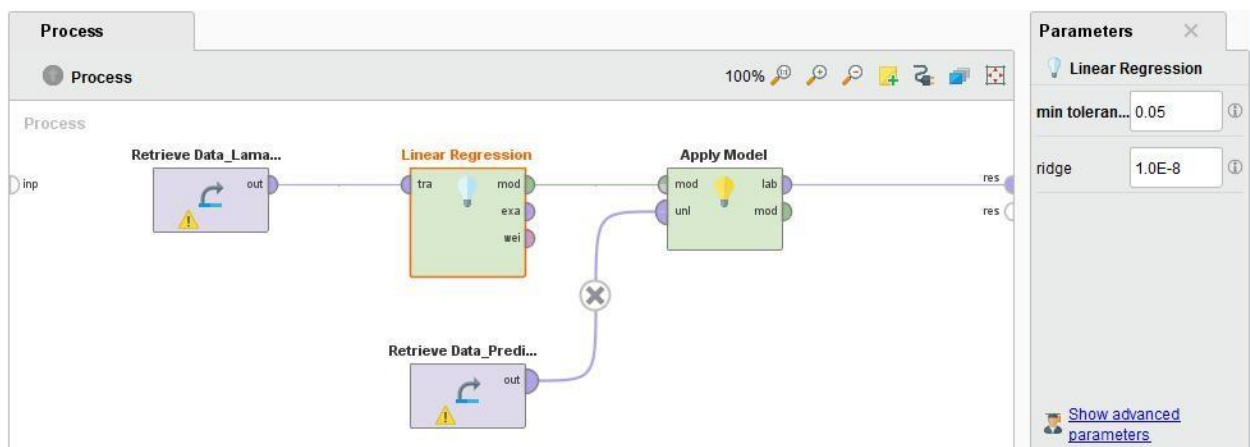 Process
Parameters
Process
100%
Linear Regression
min toleran... 0.05
ridge 1.0E-8
Process
inp
Retrieve Data_Lama...
out
Linear Regression
tra
mod
exa
wei
Apply Model
mod
lab
unl
mod
res
res
Retrieve Data_Predi...
out
Show advanced
parameters